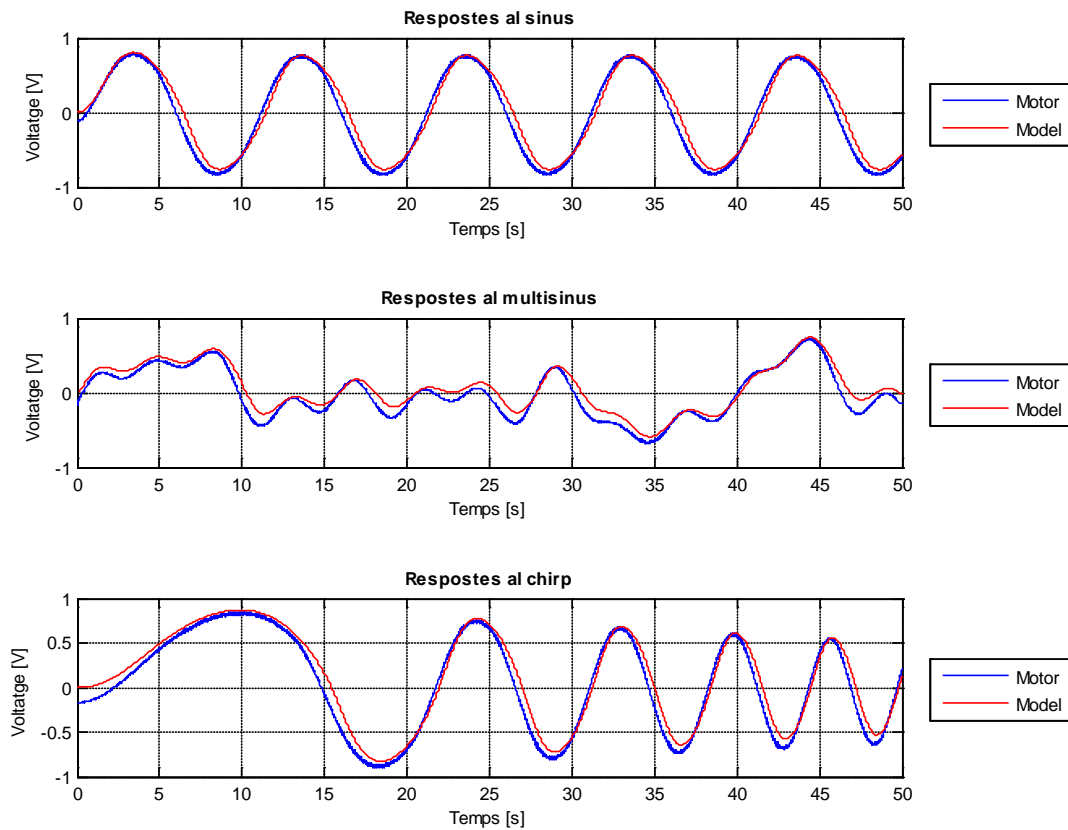 Respostes al sinus
Voltatge [V]
1
0
-1
0 5 10 15 20 25 30 35 40 45 50
Temps [s]
Motor
Model
Respostes al multisinus
Voltatge [V]
1
0
-1
0 5 10 15 20 25 30 35 40 45 50
Temps [s]
Motor
Model
Respostes al chirp
Voltatge [V]
1
0.5
0
-0.5
-1
0 5 10 15 20 25 30 35 40 45 50
Temps [s]
Motor
Model